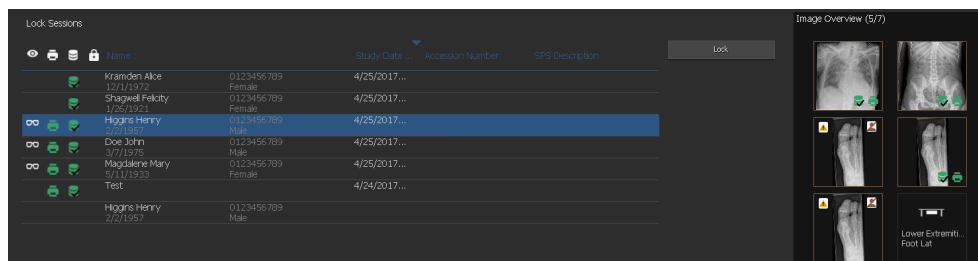 Lock Sessions
Image Overview (5/7)
Name :
Study Date ...
Accession Number
SPS Description
Lock
Kramden Alice
0123456789
4/25/2017...
12/1/1972
Female
Shagwell Felicity
0123456789
4/25/2017...
1/26/1921
Female
Higgins Henry
0123456789
4/25/2017...
2/2/1957
Male
Doe John
0123456789
4/25/2017...
3/7/1975
Male
Magdalene Mary
0123456789
4/25/2017...
5/11/1933
Female
Test
4/24/2017...
Higgins Henry
0123456789
2/2/1957
Male
Lower Extremiti...
Foot Lat